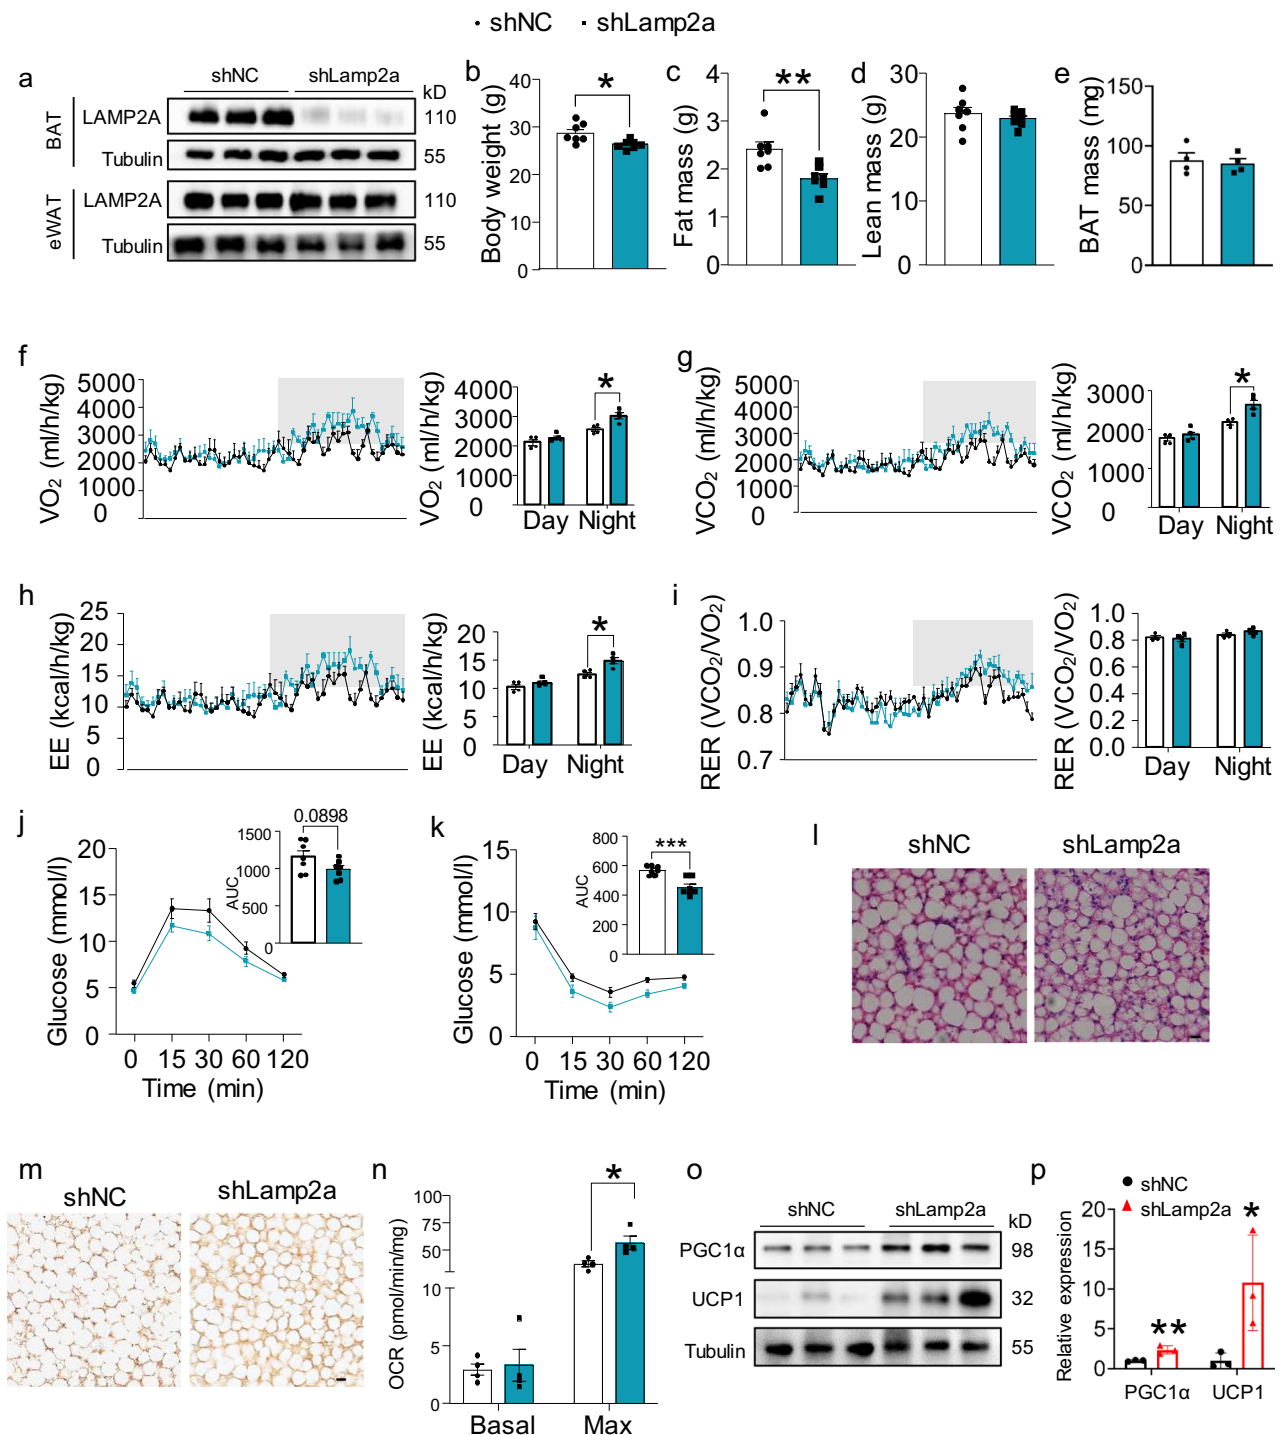 • shNC ▪ shLamp2a
a
shNC shLamp2a
kD
BAT
LAMP2A 110
Tubulin 55
eWAT
LAMP2A 110
Tubulin 55
b
Body weight (g)
40
30
20
10
0
*
c
Fat mass (g)
4
3
2
1
0
**
d
Lean mass (g)
30
20
10
0
e
BAT mass (mg)
150
100
50
0
f
VO₂ (ml/h/kg)
5000
4000
3000
2000
1000
0
VO₂ (ml/h/kg)
4000
3000
2000
1000
0
*
Day Night
g
VCO₂ (ml/h/kg)
5000
4000
3000
2000
1000
0
VCO₂ (ml/h/kg)
3000
2000
1000
0
*
Day Night
h
EE (kcal/h/kg)
25
20
15
10
5
0
EE (kcal/h/kg)
20
15
10
5
0
*
Day Night
i
RER (VCO₂/VO₂)
1.0
0.9
0.8
0.7
RER (VCO₂/VO₂)
1.0
0.8
0.6
0.4
0.2
0.0
Day Night
j
Glucose (mmol/l)
20
15
10
5
0
0 15 30 60 120
Time (min)
AUC
1500
1000
500
0
0.0898
k
Glucose (mmol/l)
15
10
5
0
0 15 30 60 120
Time (min)
AUC
800
600
400
200
0
***
l
shNC shLamp2a
m
shNC shLamp2a
n
OCR (pmol/min/mg)
100
75
50
10
5
0
*
Basal Max
o
shNC shLamp2a
kD
PGC1α 98
UCP1 32
Tubulin 55
p
● shNC
▲ shLamp2a
Relative expression
20
15
10
5
0
**
*
PGC1α UCP1